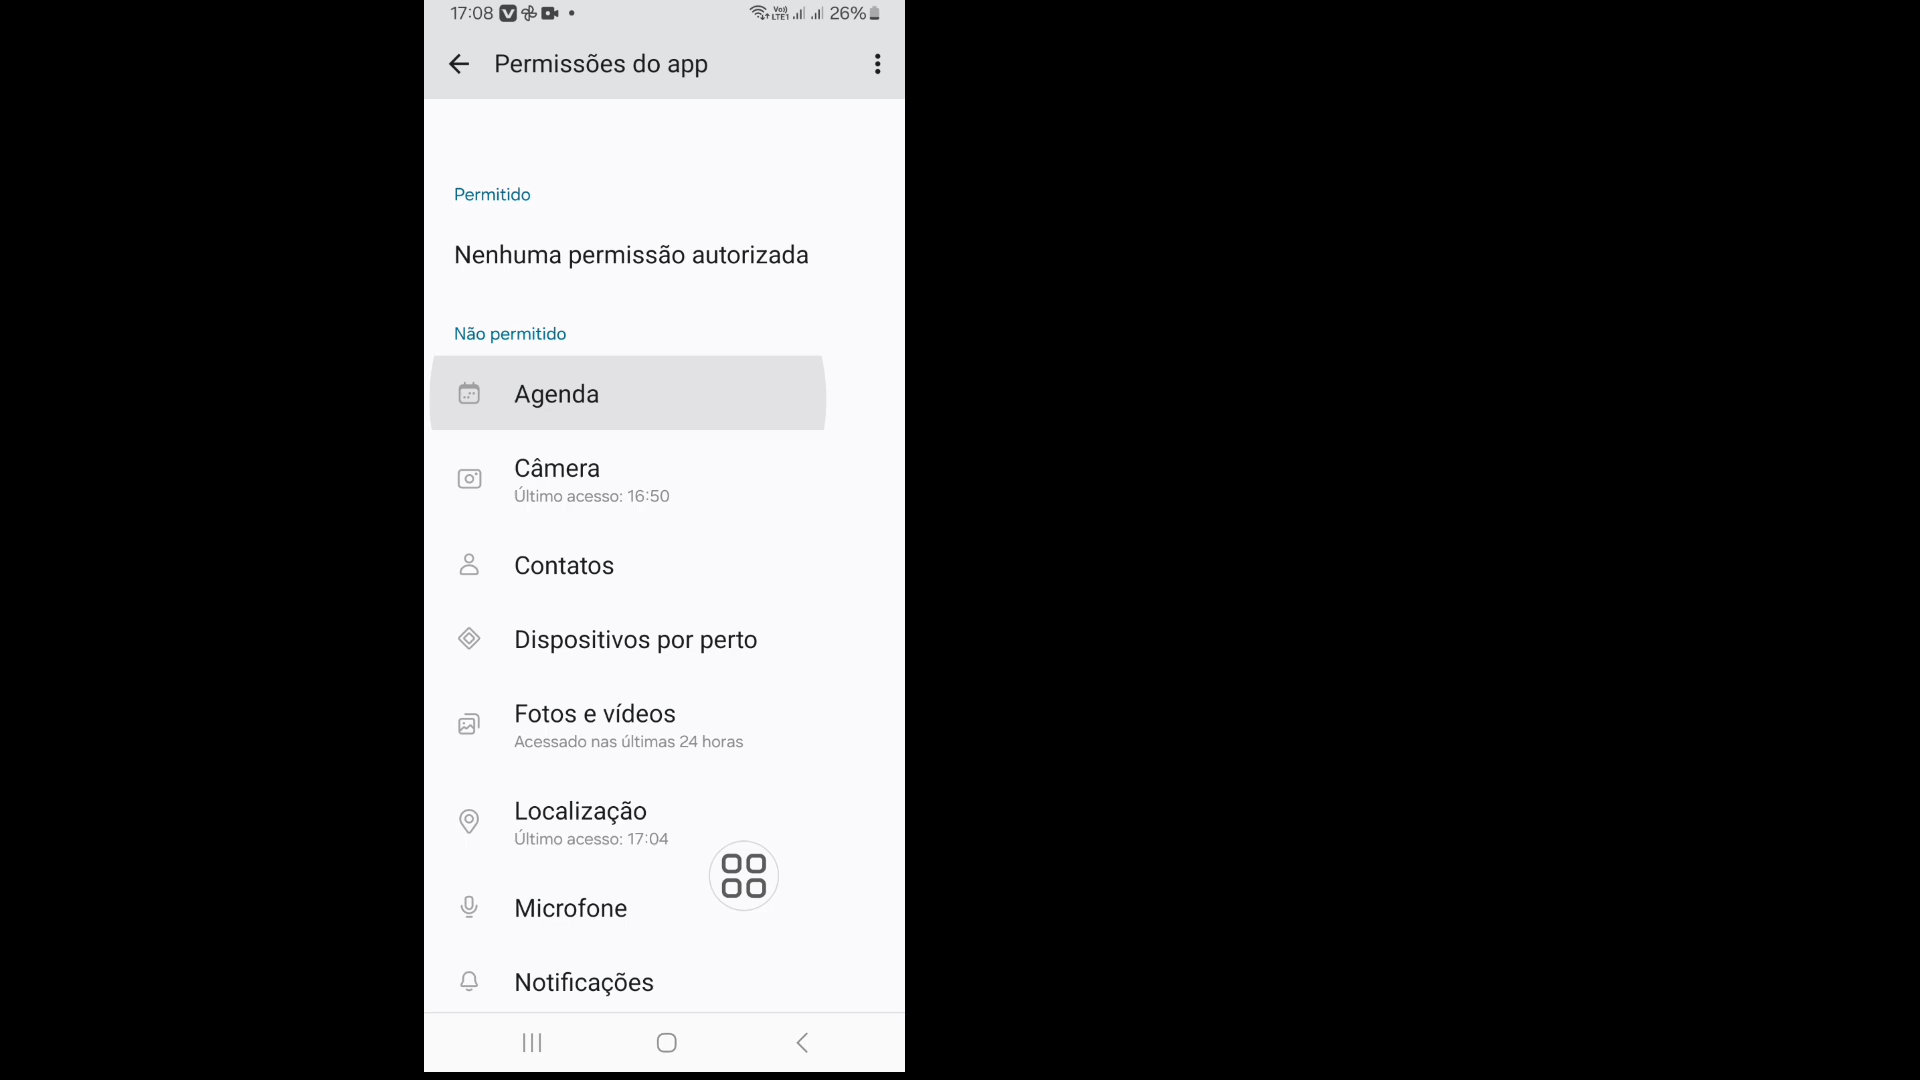 17:08 26%
Permissões do app
Permitido
Nenhuma permissão autorizada
Não permitido
Agenda
Câmera
Último acesso: 16:50
Contatos
Dispositivos por perto
Fotos e vídeos
Acessado nas últimas 24 horas
Localização
Último acesso: 17:04
Microfone
Notificações